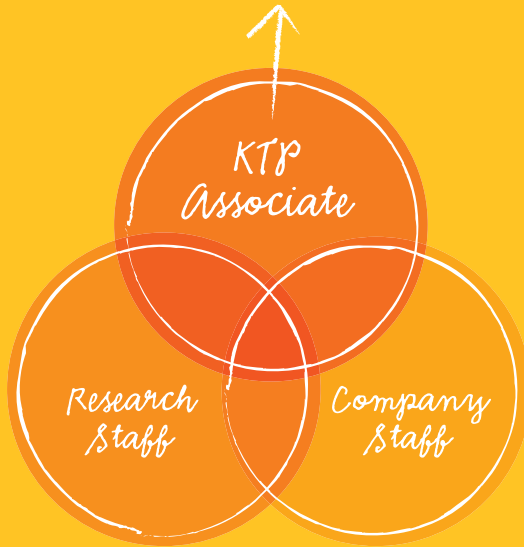 KTP
Associate
Research
Staff
Company
Staff